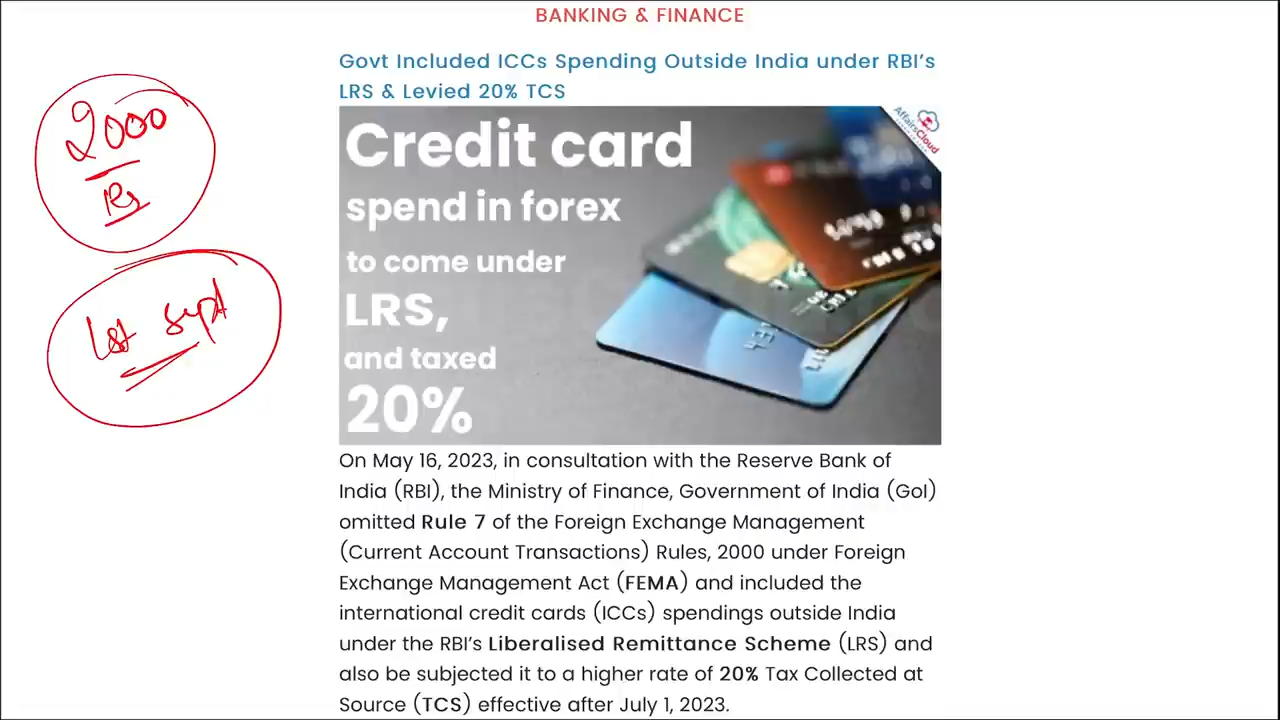 BANKING & FINANCE
Govt Included ICCs Spending Outside India under RBI's
LRS & Levied 20% TCS
2000
Rs
1st sept
Credit card
spend in forex
to come under
LRS,
and taxed
20%
AffairsCloud
On May 16, 2023, in consultation with the Reserve Bank of
India (RBI), the Ministry of Finance, Government of India (GoI)
omitted Rule 7 of the Foreign Exchange Management
(Current Account Transactions) Rules, 2000 under Foreign
Exchange Management Act (FEMA) and included the
international credit cards (ICCs) spendings outside India
under the RBI's Liberalised Remittance Scheme (LRS) and
also be subjected it to a higher rate of 20% Tax Collected at
Source (TCS) effective after July 1, 2023.